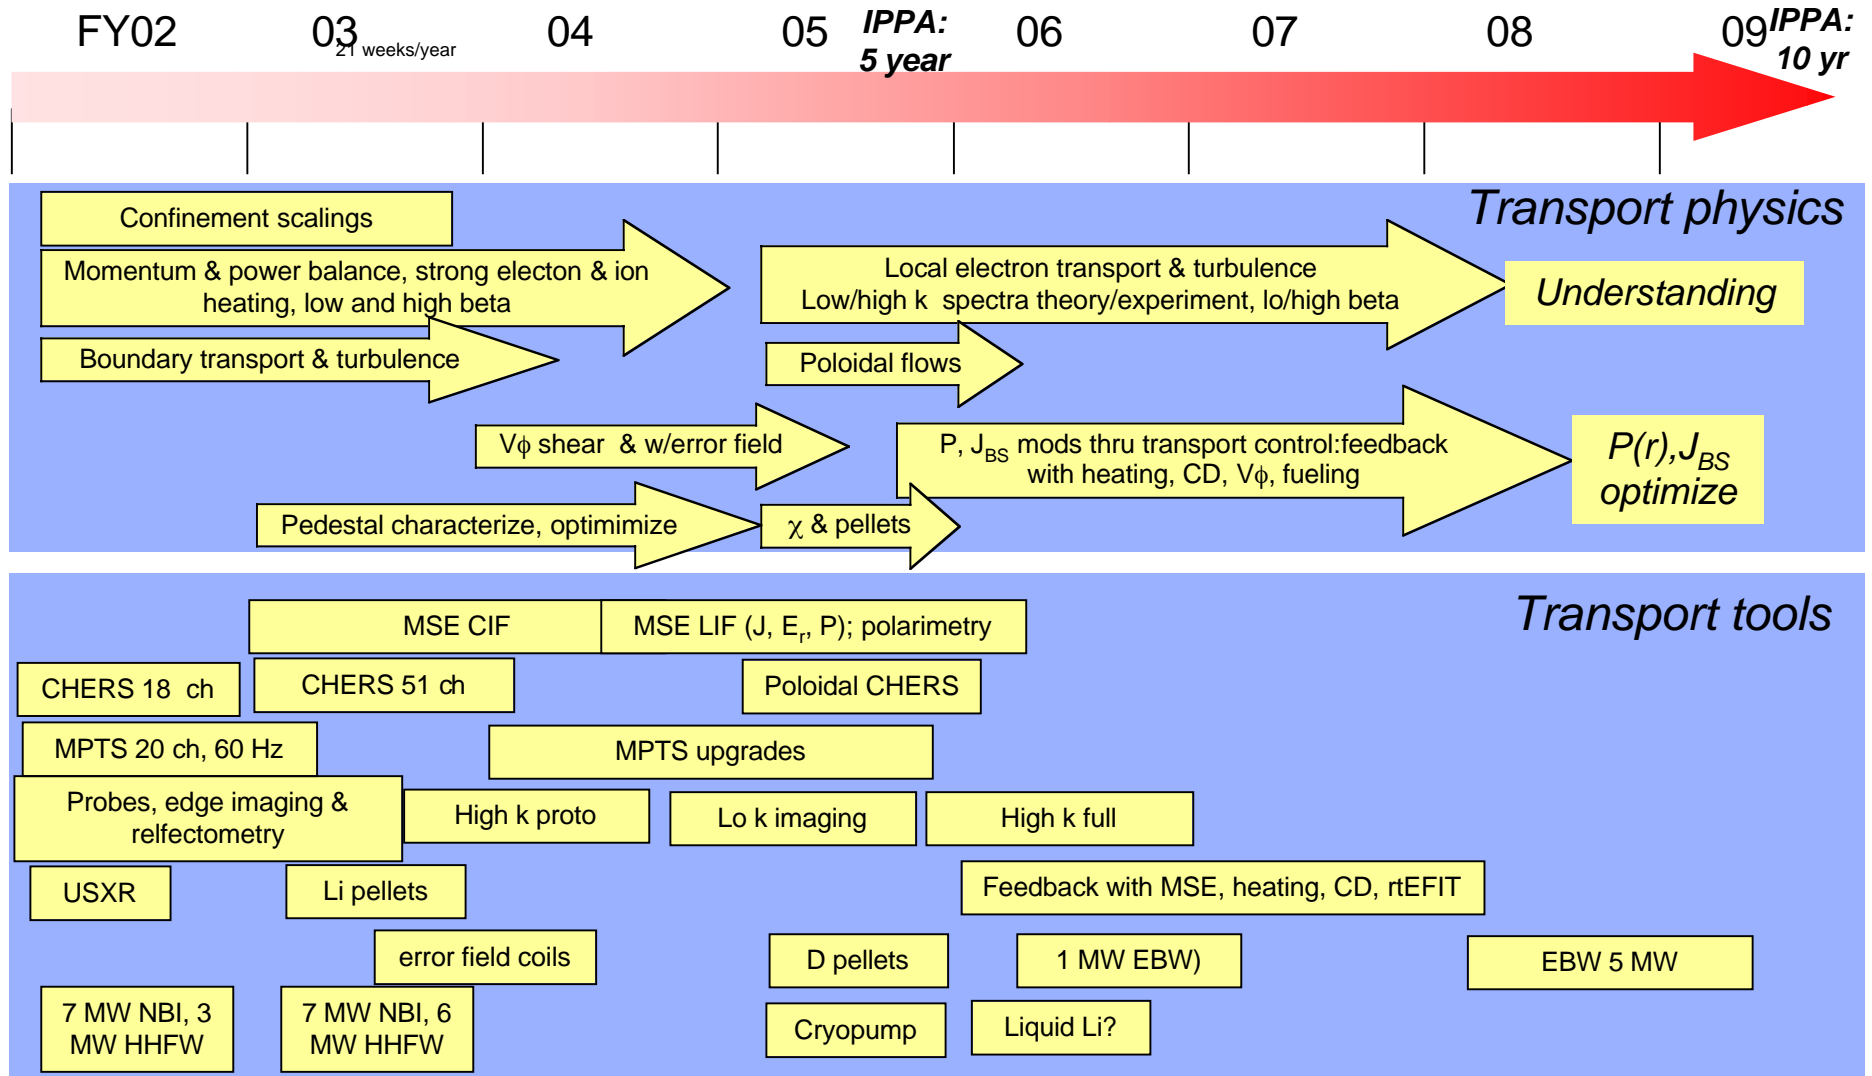 FY02 03 04 05 IPPA: 06 07 08 09 IPPA:
21 weeks/year 5 year 10 yr
Transport physics
Confinement scalings
Momentum & power balance, strong electon & ion
heating, low and high beta
Local electron transport & turbulence
Low/high k spectra theory/experiment, lo/high beta
Understanding
Boundary transport & turbulence
Poloidal flows
Vϕ shear & w/error field
P, J_BS mods thru transport control:feedback
with heating, CD, Vϕ, fueling
P(r),J_BS
optimize
Pedestal characterize, optimimize
χ & pellets
Transport tools
MSE CIF
MSE LIF (J, E_r, P); polarimetry
CHERS 18 ch
CHERS 51 ch
Poloidal CHERS
MPTS 20 ch, 60 Hz
MPTS upgrades
Probes, edge imaging &
relfectometry
High k proto
Lo k imaging
High k full
USXR
Li pellets
Feedback with MSE, heating, CD, rtEFIT
error field coils
D pellets
1 MW EBW)
EBW 5 MW
7 MW NBI, 3
MW HHFW
7 MW NBI, 6
MW HHFW
Cryopump
Liquid Li?